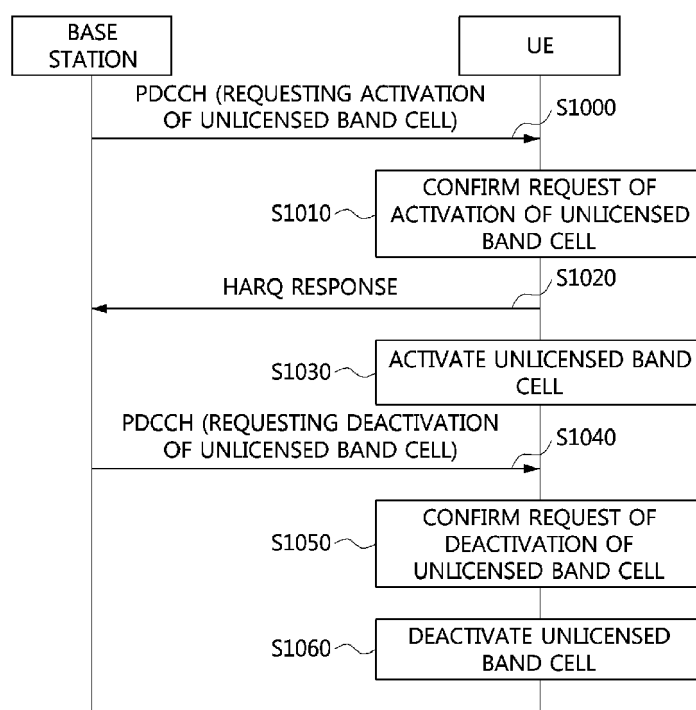 BASE
STATION
UE
PDCCH (REQUESTING ACTIVATION
OF UNLICENSED BAND CELL)
S1000
S1010
CONFIRM REQUEST OF
ACTIVATION OF UNLICENSED
BAND CELL
HARQ RESPONSE
S1020
S1030
ACTIVATE UNLICENSED BAND
CELL
PDCCH (REQUESTING DEACTIVATION
OF UNLICENSED BAND CELL)
S1040
S1050
CONFIRM REQUEST OF
DEACTIVATION OF
UNLICENSED BAND CELL
S1060
DEACTIVATE UNLICENSED
BAND CELL